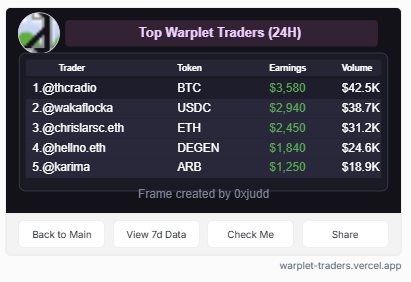 Top Warplet Traders (24H)
Trader Token Earnings Volume
1.@thcradio BTC $3,580 $42.5K
2.@wakaflocka USDC $2,940 $38.7K
3.@chrislarsc.eth ETH $2,450 $31.2K
4.@hellno.eth DEGEN $1,840 $24.6K
5.@karima ARB $1,250 $18.9K
Frame created by 0xjudd
Back to Main View 7d Data Check Me Share
warplet-traders.vercel.app